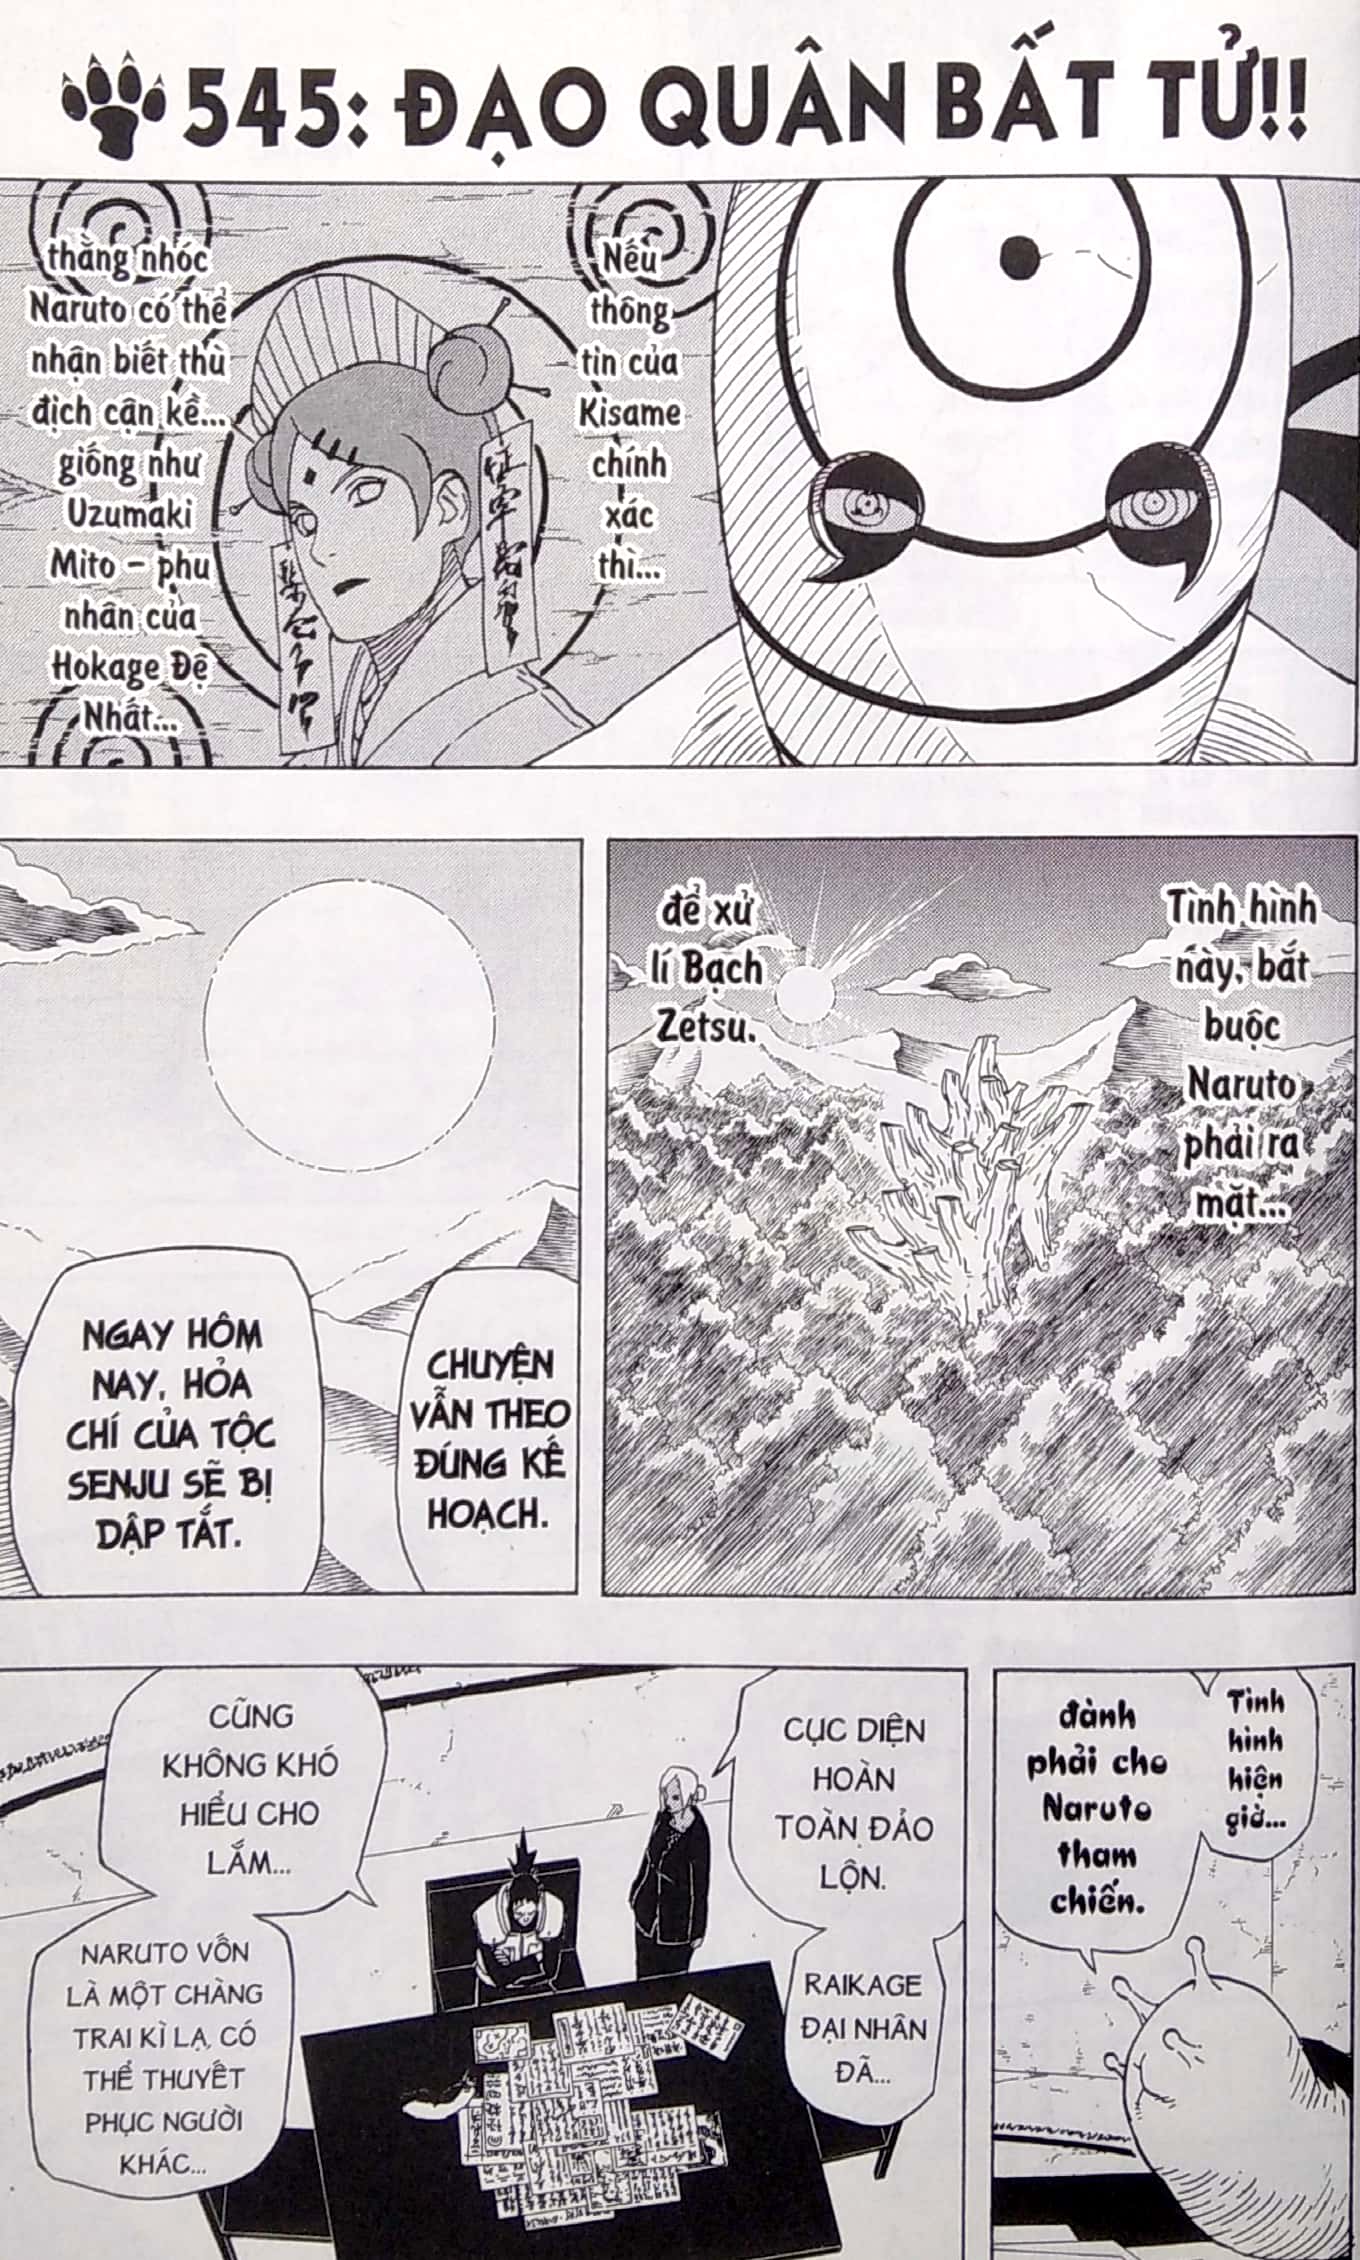 545: ĐẠO QUÂN BẤT TỬ!!
Nếu
thông
tin của
Kisame
chính
xác
thì...
thằng nhóc
Naruto có thể
nhận biết thù
địch cận kề...
giống như
Uzumaki
Mito – phu
nhân của
Hokage Đệ
Nhất...
Tình hình
này, bắt
buộc
Naruto
phải ra
mặt...
để xử
lí Bạch
Zetsu.
CHUYỆN
VẪN THEO
ĐÚNG KẾ
HOẠCH.
NGAY HÔM
NAY, HỎA
CHÍ CỦA TỘC
SENJU SẼ BỊ
DẬP TẮT.
Tình
hình
hiện
giờ...
đành
phải cho
Naruto
tham
chiến.
CỤC DIỆN
HOÀN
TOÀN ĐẢO
LỘN.
RAIKAGE
ĐẠI NHÂN
ĐÃ...
CŨNG
KHÔNG KHÓ
HIỂU CHO
LẮM...
NARUTO VỐN
LÀ MỘT CHÀNG
TRAI KÌ LẠ, CÓ
THỂ THUYẾT
PHỤC NGƯỜI
KHÁC...